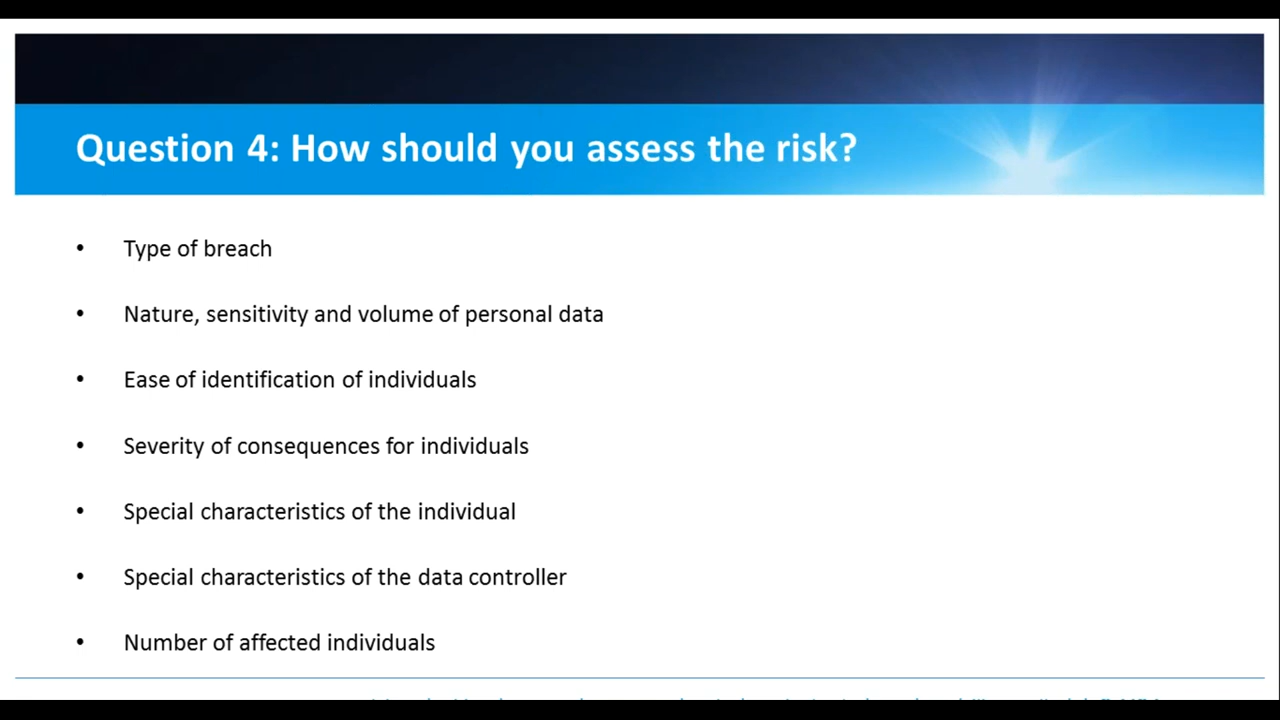 Question 4: How should you assess the risk?
• Type of breach
• Nature, sensitivity and volume of personal data
• Ease of identification of individuals
• Severity of consequences for individuals
• Special characteristics of the individual
• Special characteristics of the data controller
• Number of affected individuals